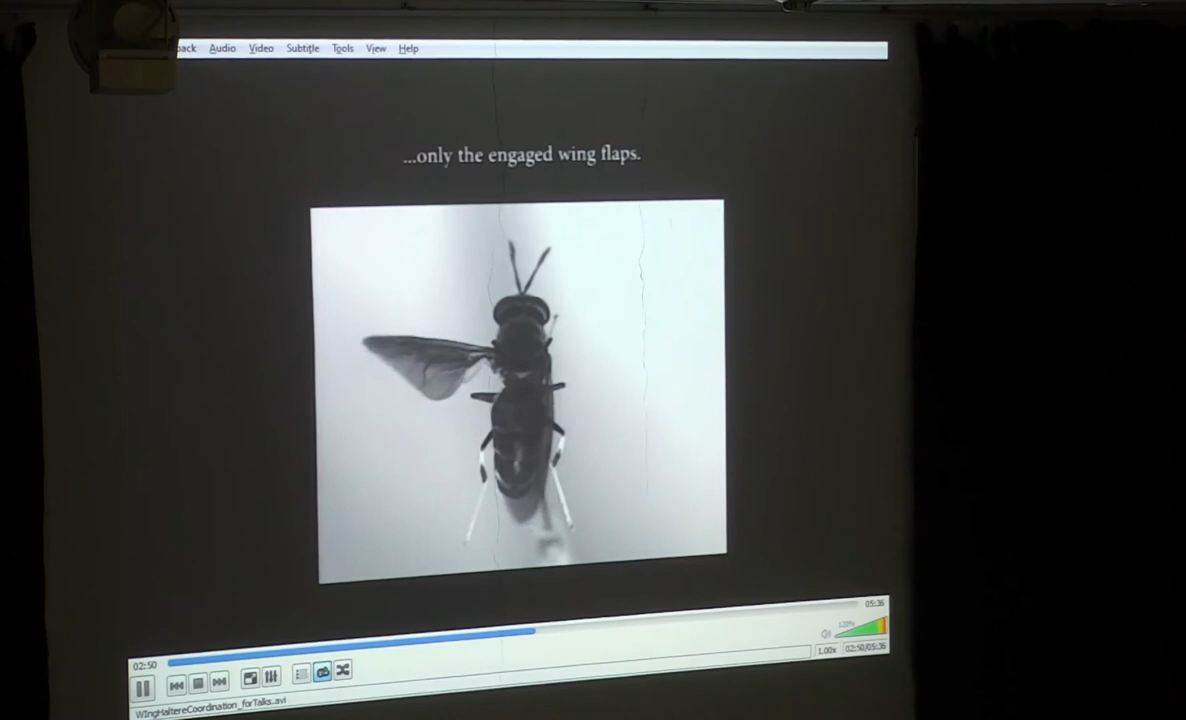 Audio Video Subtitle Tools View Help
...only the engaged wing flaps.
05:36
120%
02:50
1.00x 02:50/05:36
WIngHaltereCoordination_forTalks.avi